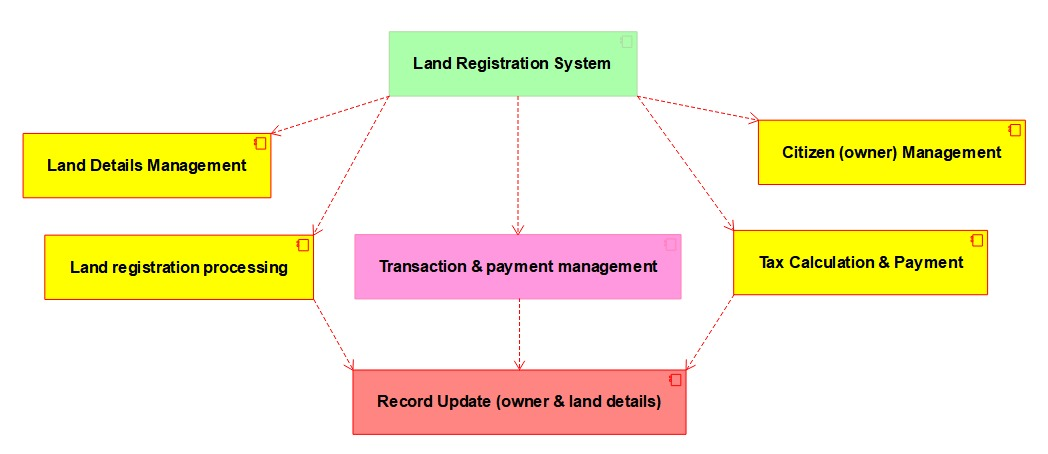 Land Registration System
Land Details Management
Citizen (owner) Management
Land registration processing
Transaction & payment management
Tax Calculation & Payment
Record Update (owner & land details)